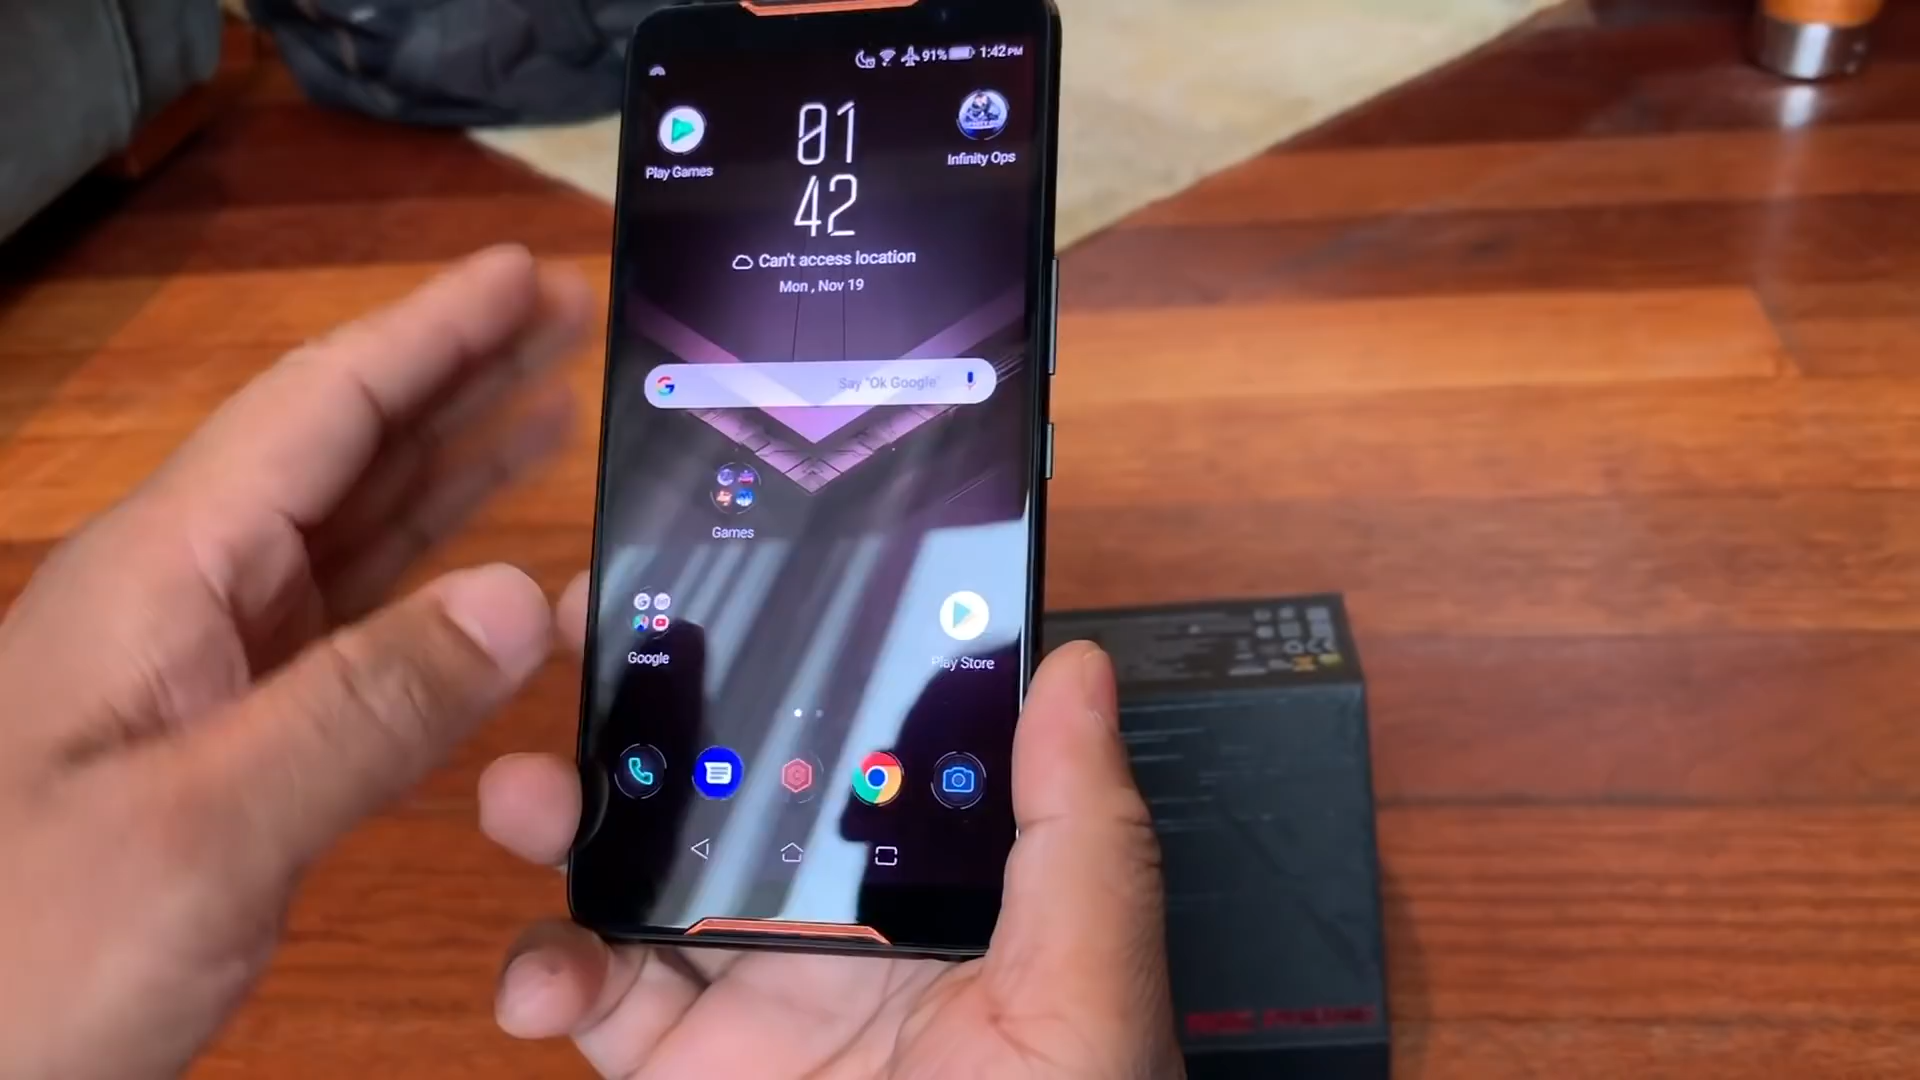 91% 1:42 PM
Play Games
01
42
Infinity Ops
Can't access location
Mon , Nov 19
Say "Ok Google"
Games
Google
Play Store